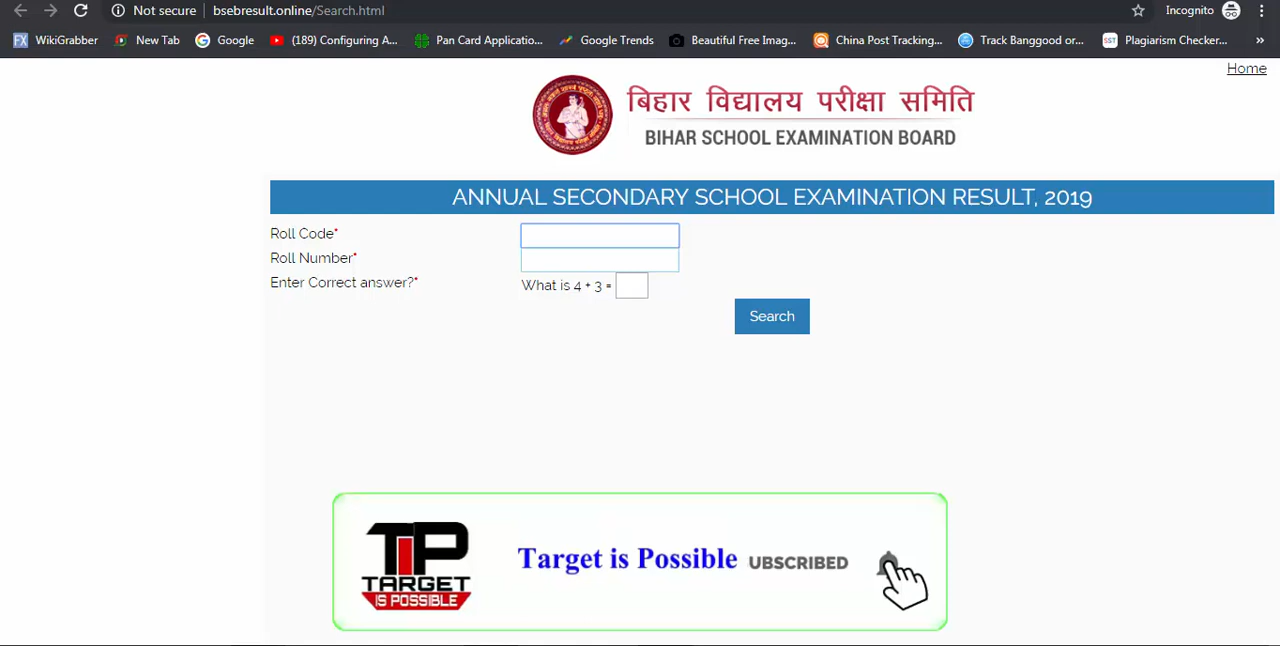 Not secure bsebresult.online/Search.html Incognito
WikiGrabber New Tab Google (189) Configuring A... Pan Card Applicatio... Google Trends Beautiful Free Imag... China Post Tracking... Track Banggood or... Plagiarism Checker... »
Home
बिहार विद्यालय परीक्षा समिति
BIHAR SCHOOL EXAMINATION BOARD
ANNUAL SECONDARY SCHOOL EXAMINATION RESULT, 2019
Roll Code*
Roll Number*
Enter Correct answer?* What is 4 + 3 =
Search
TIP
TARGET
IS POSSIBLE
Target is Possible UBSCRIBED